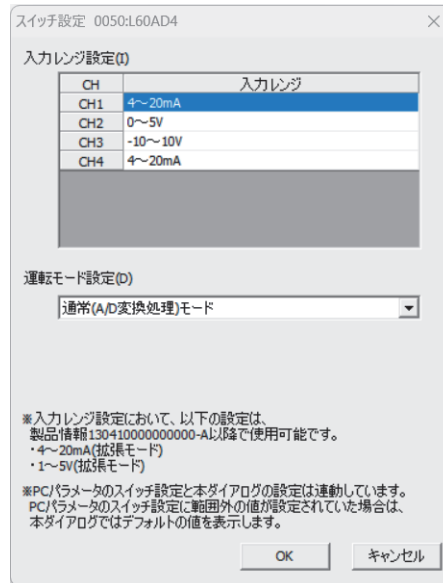 スイッチ設定 0050:L60AD4
入力レンジ設定(I)
CH 入力レンジ
CH1 4～20mA
CH2 0～5V
CH3 -10～10V
CH4 4～20mA
運転モード設定(D)
通常(A/D変換処理)モード
※入力レンジ設定において、以下の設定は、
製品情報130410000000000-A以降で使用可能です。
・4～20mA(拡張モード)
・1～5V(拡張モード)
※PCパラメータのスイッチ設定と本ダイアログの設定は連動しています。
PCパラメータのスイッチ設定に範囲外の値が設定されていた場合は、
本ダイアログではデフォルトの値を表示します。
OK キャンセル